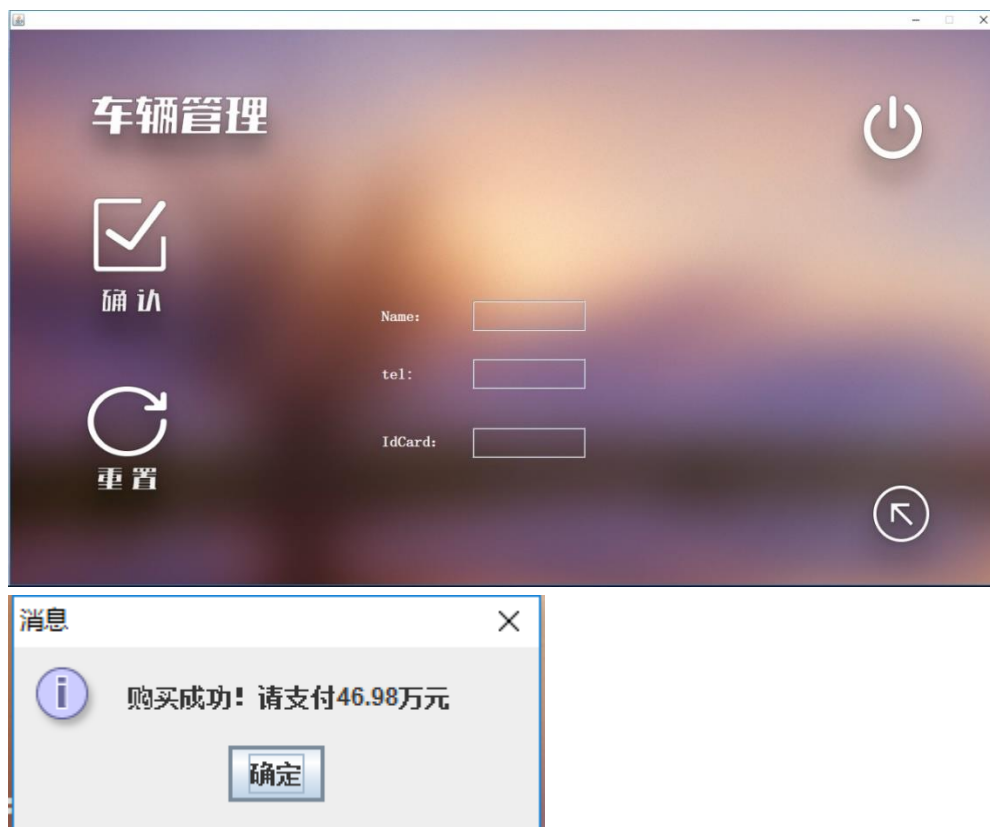 车辆管理
确认
Name:
tel:
IdCard:
重置
消息
购买成功！请支付46.98万元
确定